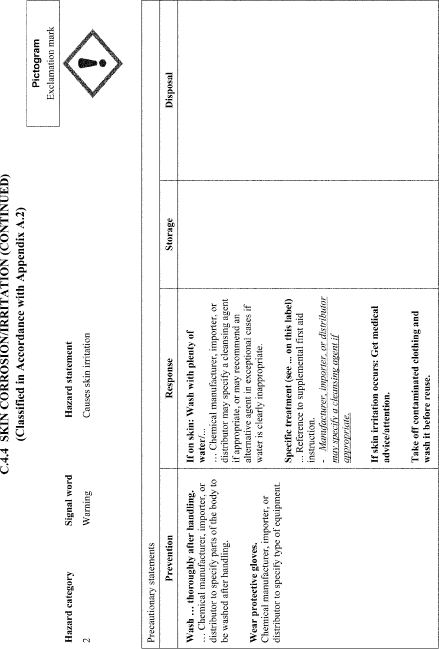 C.4.4 SKIN CORROSION/IRRITATION (CONTINUED)
(Classified in Accordance with Appendix A.2)
Pictogram
Exclamation mark
Hazard category
Signal word
Hazard statement
2
Warning
Causes skin irritation
Precautionary statements
Prevention
Response
Storage
Disposal
Wash … thoroughly after handling.
… Chemical manufacturer, importer, or
distributor to specify parts of the body to
be washed after handling.
Wear protective gloves.
Chemical manufacturer, importer, or
distributor to specify type of equipment.
If on skin: Wash with plenty of
water/...
… Chemical manufacturer, importer, or
distributor may specify a cleansing agent
if appropriate, or may recommend an
alternative agent in exceptional cases if
water is clearly inappropriate.
Specific treatment (see ... on this label)
... Reference to supplemental first aid
instruction.
- Manufacturer, importer, or distributor
may specify a cleansing agent if
appropriate.
If skin irritation occurs: Get medical
advice/attention.
Take off contaminated clothing and
wash it before reuse.